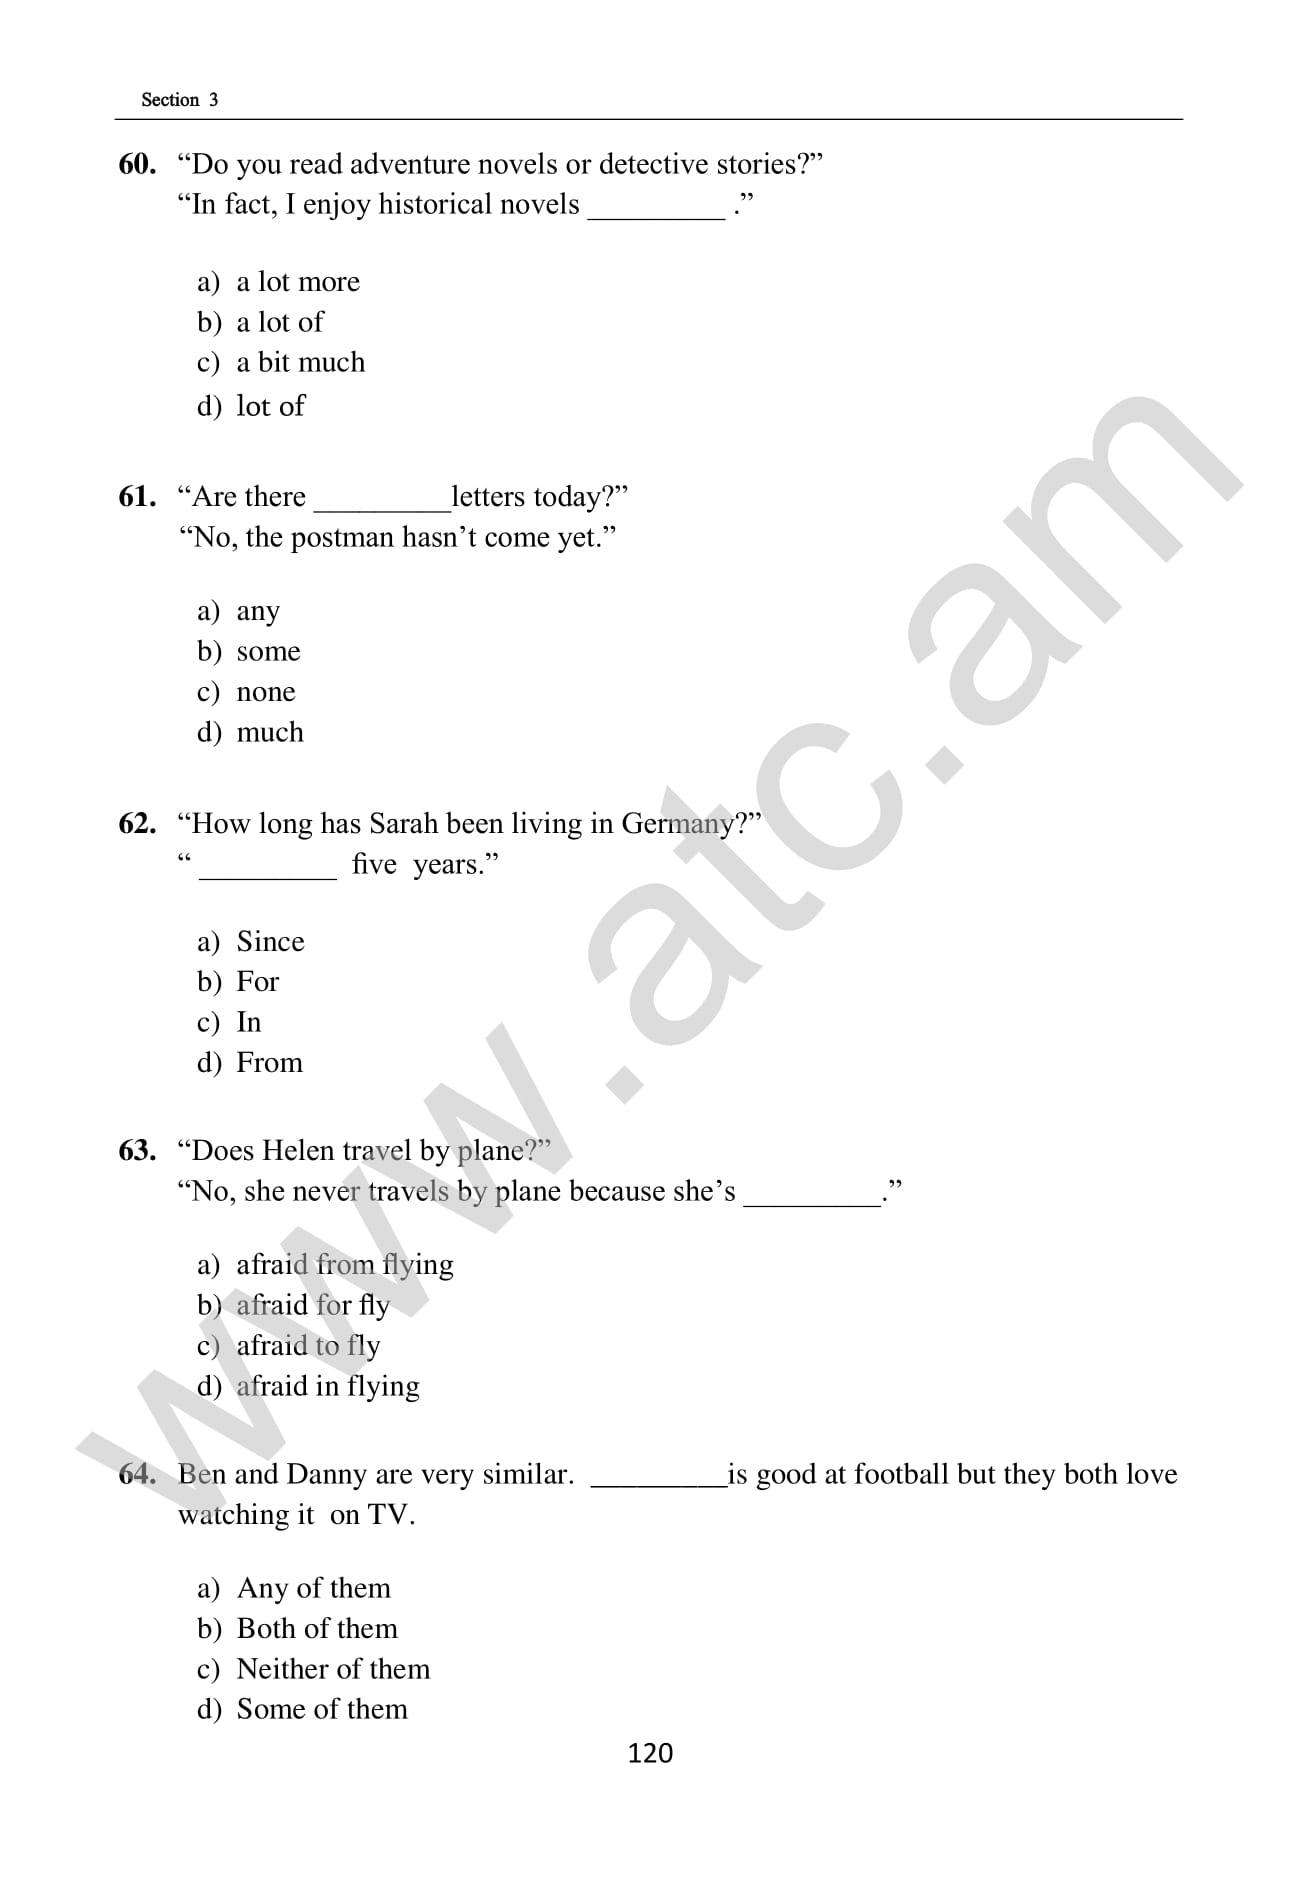 Section 3
60. “Do you read adventure novels or detective stories?”
“In fact, I enjoy historical novels _________ .”
a) a lot more
b) a lot of
c) a bit much
d) lot of
61. “Are there _________letters today?”
“No, the postman hasn’t come yet.”
a) any
b) some
c) none
d) much
62. “How long has Sarah been living in Germany?”
“ _________ five years.”
a) Since
b) For
c) In
d) From
63. “Does Helen travel by plane?”
“No, she never travels by plane because she’s _________.”
a) afraid from flying
b) afraid for fly
c) afraid to fly
d) afraid in flying
64. Ben and Danny are very similar. _________is good at football but they both love
watching it on TV.
a) Any of them
b) Both of them
c) Neither of them
d) Some of them
120
www.atc.am